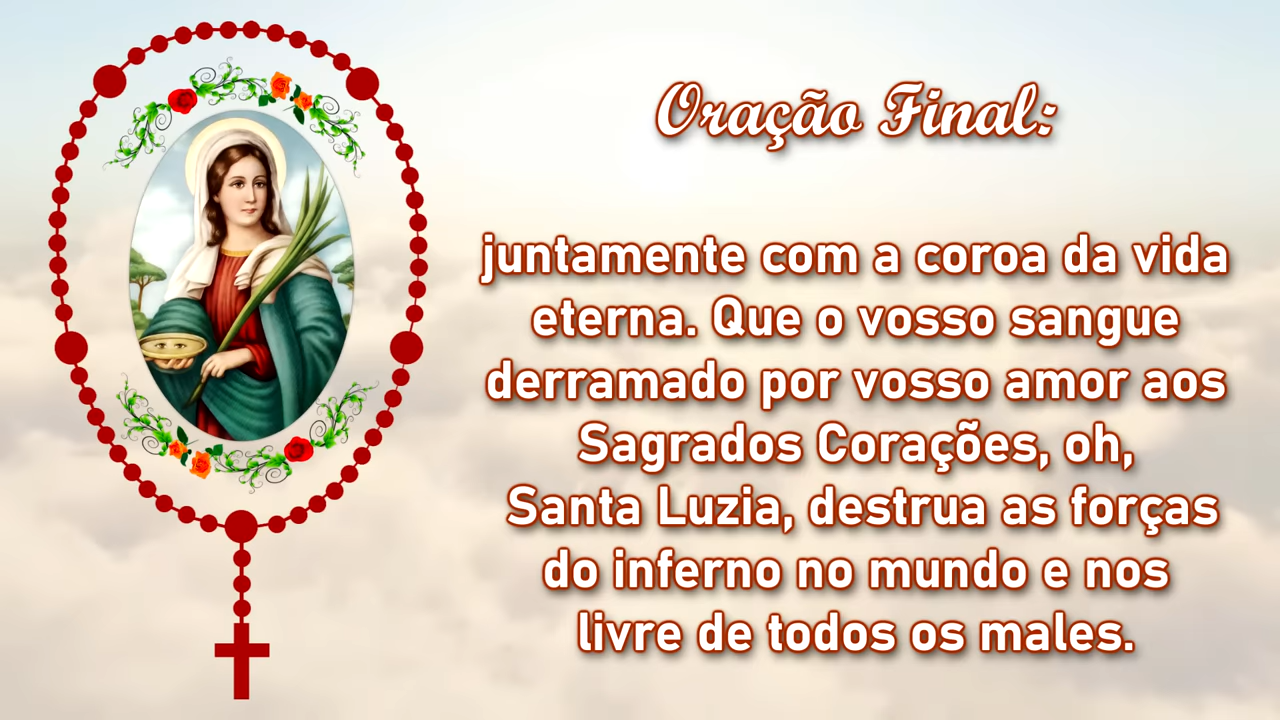 Oração Final:
juntamente com a coroa da vida
eterna. Que o vosso sangue
derramado por vosso amor aos
Sagrados Corações, oh,
Santa Luzia, destrua as forças
do inferno no mundo e nos
livre de todos os males.